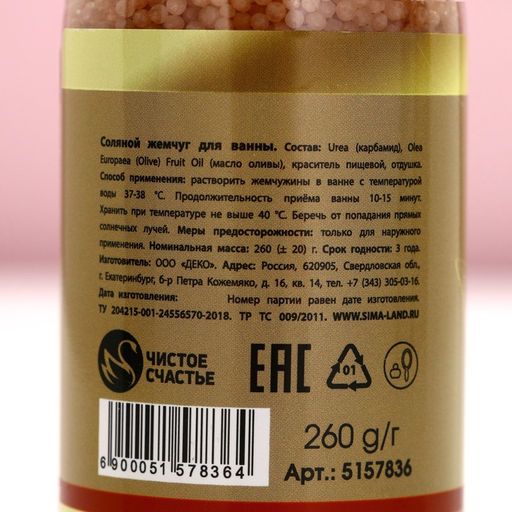 Соляной жемчуг для ванны. Состав: Urea (карбамид), Olea
Europaea (Olive) Fruit Oil (масло оливы), краситель пищевой, отдушка.
Способ применения: растворить жемчужины в ванне с температурой
воды 37-38 °С. Продолжительность приёма ванны 10-15 минут.
Хранить при температуре не выше 40 °С. Беречь от попадания прямых
солнечных лучей. Меры предосторожности: только для наружного
применения. Номинальная масса: 260 (± 20) г. Срок годности: 3 года.
Изготовитель: ООО «ДЕКО». Адрес: Россия, 620905, Свердловская обл.,
г. Екатеринбург, б-р Петра Кожемяко, д. 16, кв. 14, тел. +7 (343) 305-03-16.
Дата изготовления: Номер партии равен дате изготовления.
ТУ 204215-001-24556570-2018. ТР ТС 009/2011. WWW.SIMA-LAND.RU
ЧИСТОЕ
СЧАСТЬЕ
EAC
01
260 g/г
Арт.: 5157836
6 900051 578364